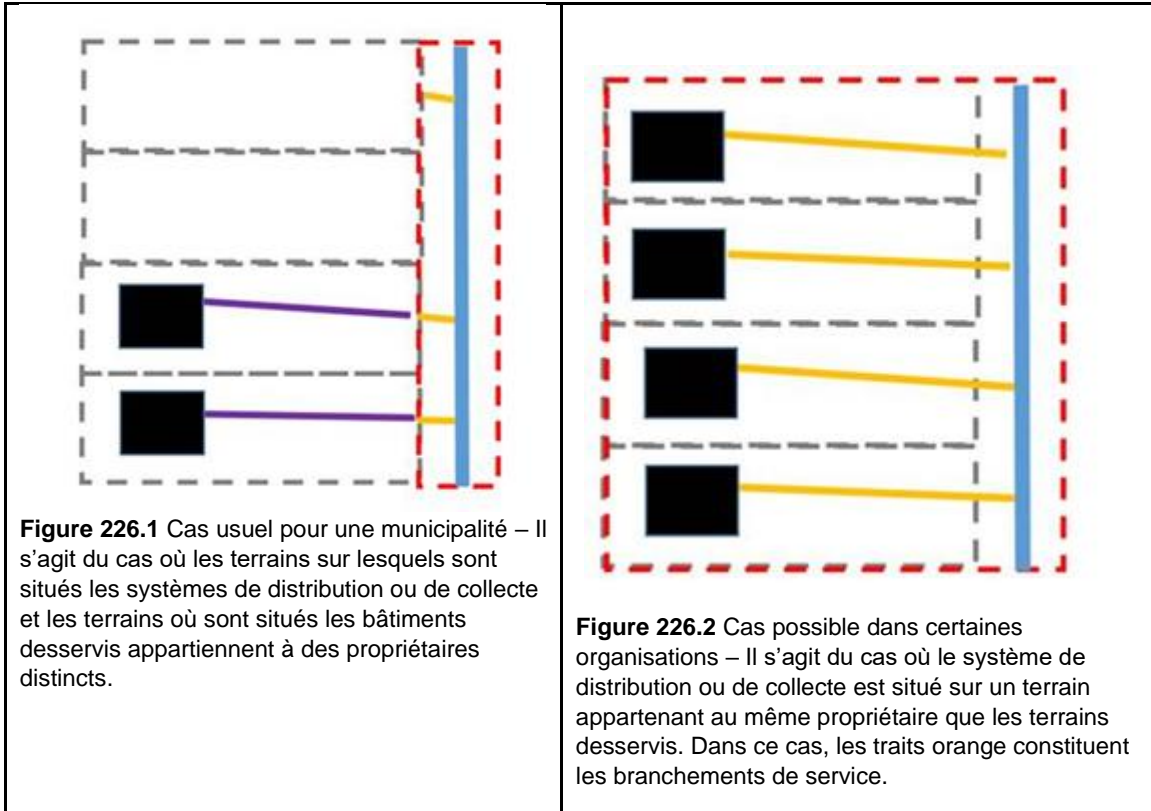 Figure 226.1 Cas usuel pour une municipalité – Il
s’agit du cas où les terrains sur lesquels sont
situés les systèmes de distribution ou de collecte
et les terrains où sont situés les bâtiments
desservis appartiennent à des propriétaires
distincts.
Figure 226.2 Cas possible dans certaines
organisations – Il s’agit du cas où le système de
distribution ou de collecte est situé sur un terrain
appartenant au même propriétaire que les terrains
desservis. Dans ce cas, les traits orange constituent
les branchements de service.